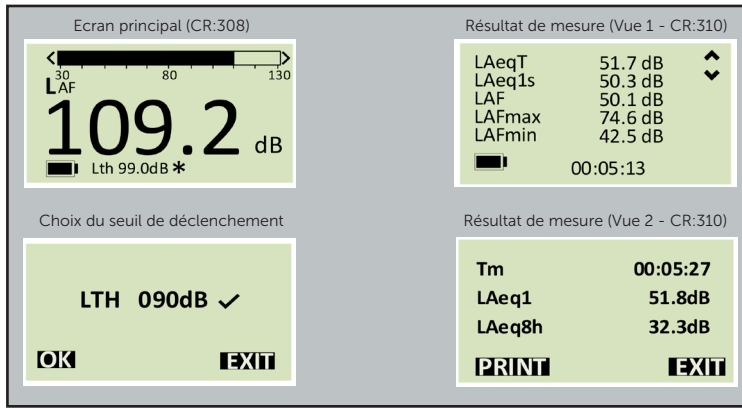 Ecran principal (CR:308)
30 80 130
LAF
109.2 dB
Lth 99.0dB *
Résultat de mesure (Vue 1 - CR:310)
LAeqT 51.7 dB
LAeq1s 50.3 dB
LAF 50.1 dB
LAFmax 74.6 dB
LAFmin 42.5 dB
00:05:13
Choix du seuil de déclenchement
LTH 090dB ✓
OK EXIT
Résultat de mesure (Vue 2 - CR:310)
Tm 00:05:27
LAeq1 51.8dB
LAeq8h 32.3dB
PRINT EXIT